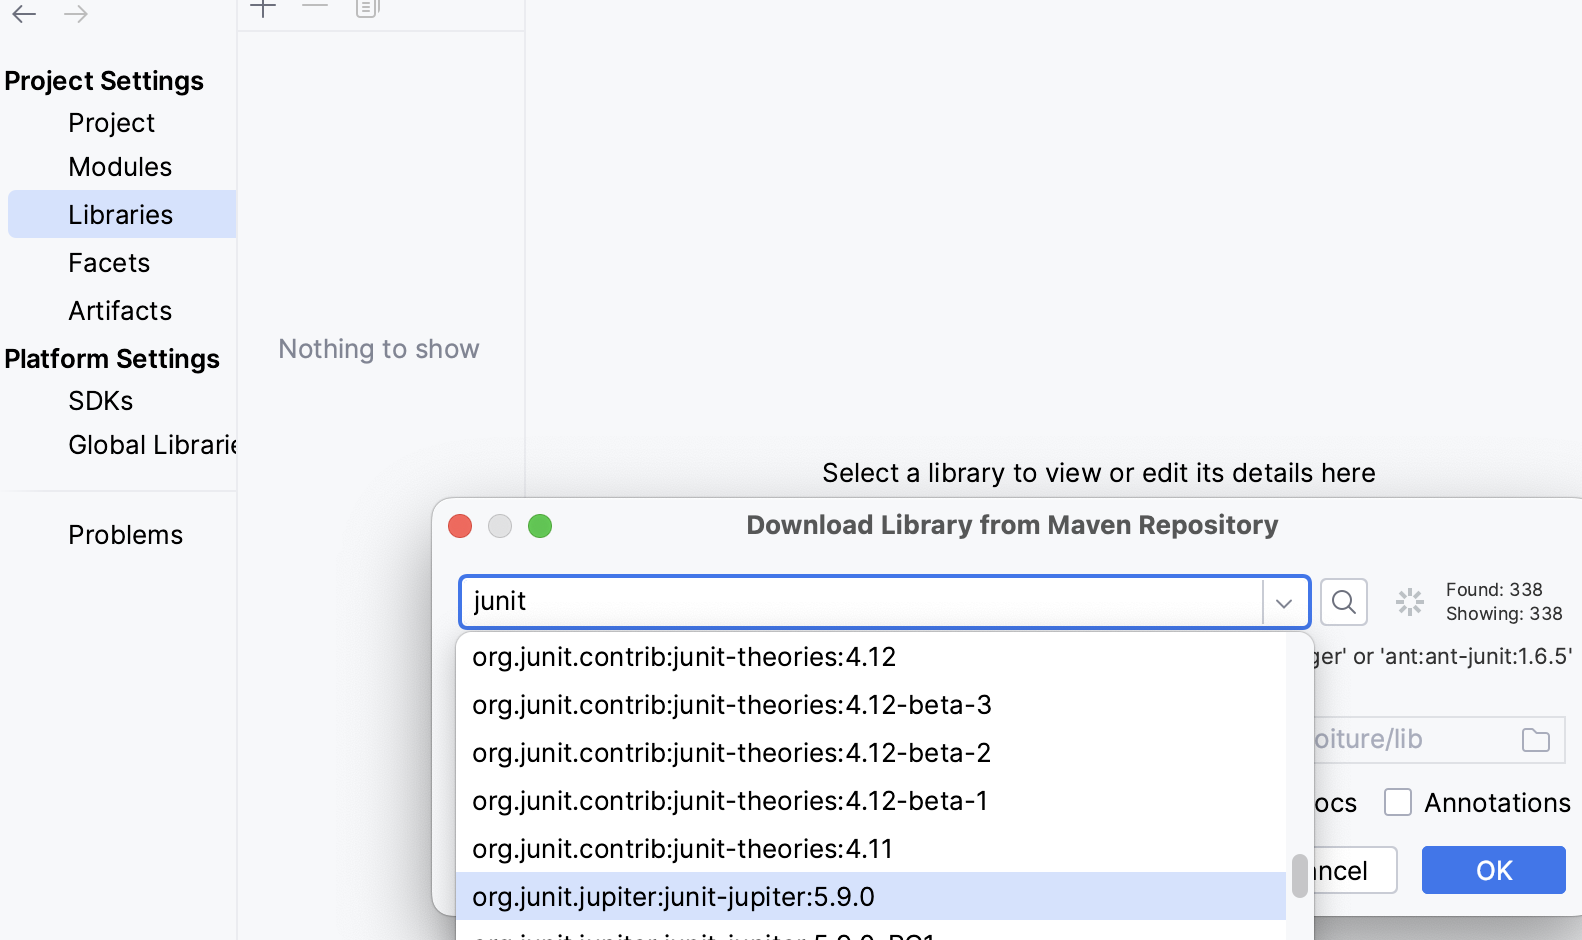 Project Settings
Project
Modules
Libraries
Facets
Artifacts
Platform Settings
SDKs
Global
Problems
Nothing to show
Select a library to view or edit its details here
Download Library from Maven Repository
junit
Found: 338
Showing: 338
or 'ant:ant-junit:1.6.5'
org.junit.contrib:junit-theories:4.12
org.junit.contrib:junit-theories:4.12-beta-3
org.junit.contrib:junit-theories:4.12-beta-2
org.junit.contrib:junit-theories:4.12-beta-1
org.junit.contrib:junit-theories:4.11
org.junit.jupiter:junit-jupiter:5.9.0
oiture/lib
ocs
Annotations
ncel
OK